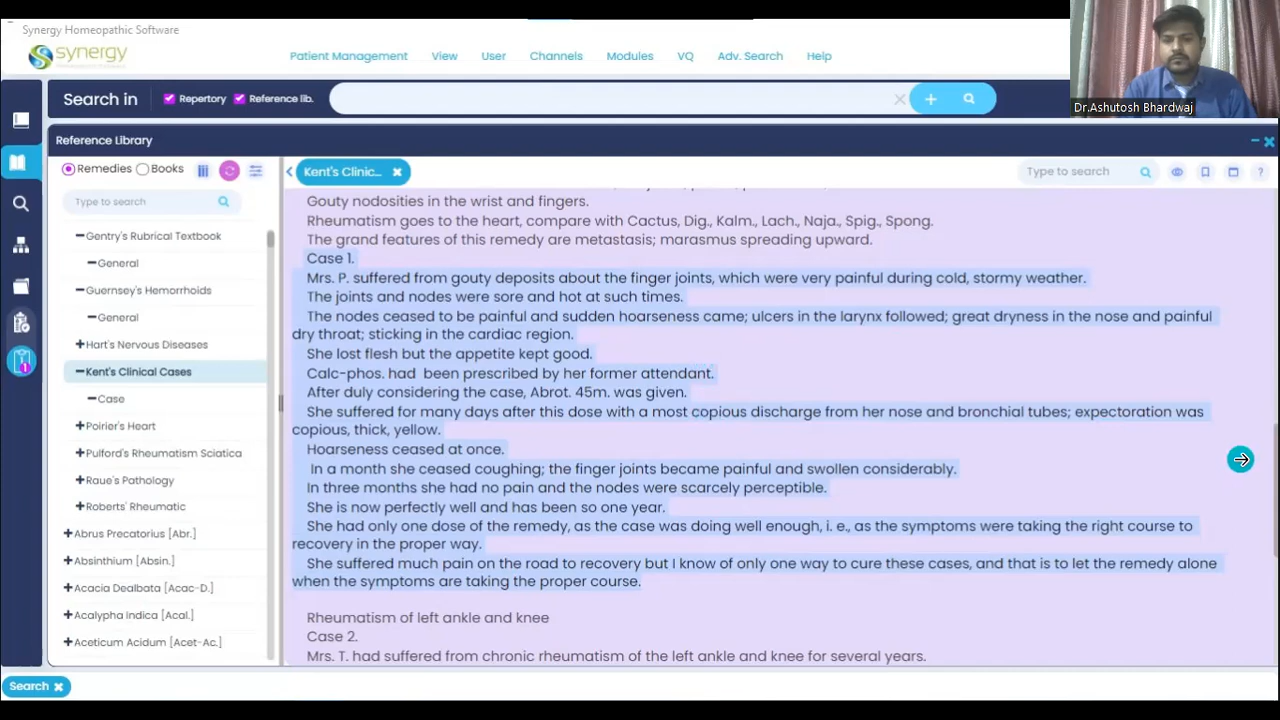 Synergy Homeopathic Software
synergy
Patient Management View User Channels Modules VQ Adv. Search Help
Dr.Ashutosh Bhardwaj
Search in Repertory Reference lib.
Reference Library
Remedies Books
Type to search
Gentry's Rubrical Textbook
General
Guernsey's Hemorrhoids
General
Hart's Nervous Diseases
Kent's Clinical Cases
Case
Poirier's Heart
Pulford's Rheumatism Sciatica
Raue's Pathology
Roberts' Rheumatic
Abrus Precatorius [Abr.]
Absinthium [Absin.]
Acacia Dealbata [Acac-D.]
Acalypha Indica [Acal.]
Aceticum Acidum [Acet-Ac.]
Kent's Clinic...
Type to search
Gouty nodosities in the wrist and fingers.
Rheumatism goes to the heart, compare with Cactus, Dig., Kalm., Lach., Naja., Spig., Spong.
The grand features of this remedy are metastasis; marasmus spreading upward.
Case 1.
Mrs. P. suffered from gouty deposits about the finger joints, which were very painful during cold, stormy weather.
The joints and nodes were sore and hot at such times.
The nodes ceased to be painful and sudden hoarseness came; ulcers in the larynx followed; great dryness in the nose and painful
dry throat; sticking in the cardiac region.
She lost flesh but the appetite kept good.
Calc-phos. had been prescribed by her former attendant.
After duly considering the case, Abrot. 45m. was given.
She suffered for many days after this dose with a most copious discharge from her nose and bronchial tubes; expectoration was
copious, thick, yellow.
Hoarseness ceased at once.
In a month she ceased coughing; the finger joints became painful and swollen considerably.
In three months she had no pain and the nodes were scarcely perceptible.
She is now perfectly well and has been so one year.
She had only one dose of the remedy, as the case was doing well enough, i. e., as the symptoms were taking the right course to
recovery in the proper way.
She suffered much pain on the road to recovery but I know of only one way to cure these cases, and that is to let the remedy alone
when the symptoms are taking the proper course.
Rheumatism of left ankle and knee
Case 2.
Mrs. T. had suffered from chronic rheumatism of the left ankle and knee for several years.
Search